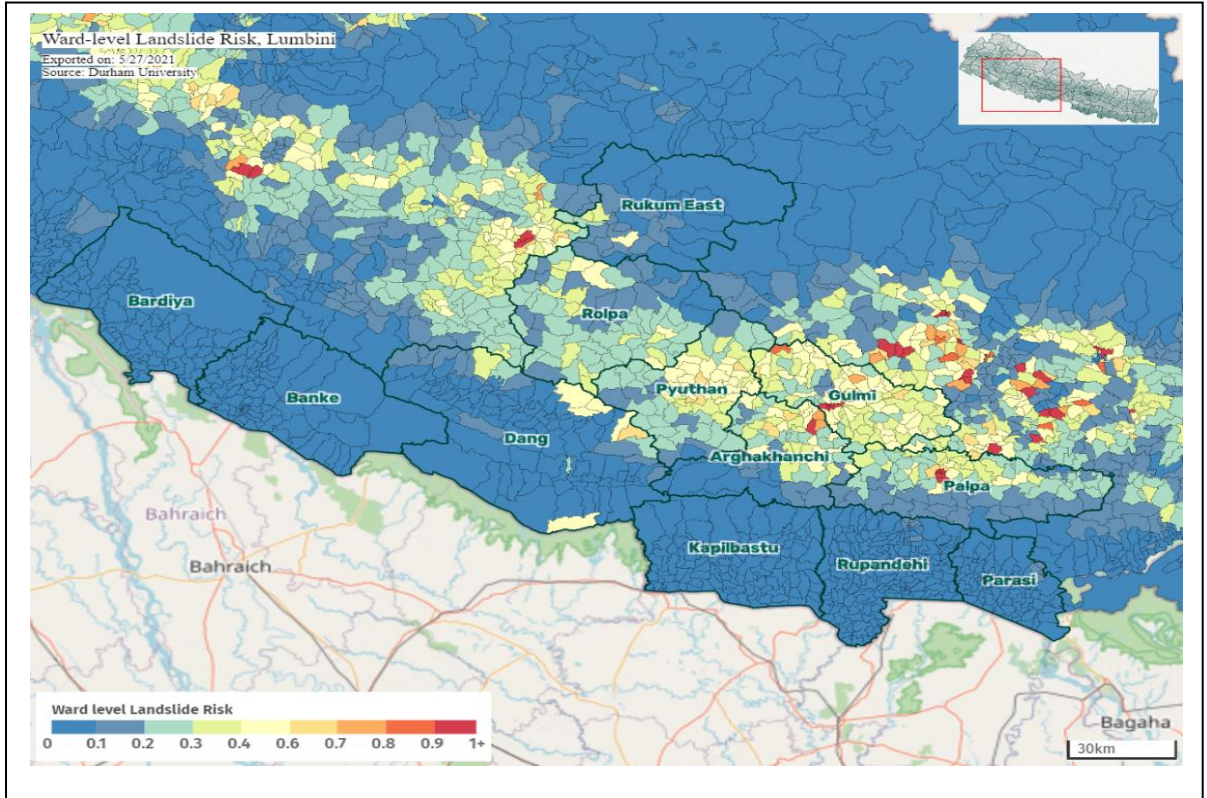 Ward-level Landslide Risk, Lumbini
Exported on: 5/27/2021
Source: Durham University
Rukum East
Bardiya
Rolpa
Banke
Pyuthan
Gulmi
Dang
Arghakhanchi
Palpa
Bahraich
Kapilbastu
Bahraich
Rupandehi
Parasi
Ward level Landslide Risk
0 0.1 0.2 0.3 0.4 0.6 0.7 0.8 0.9 1+
Bagaha
30km